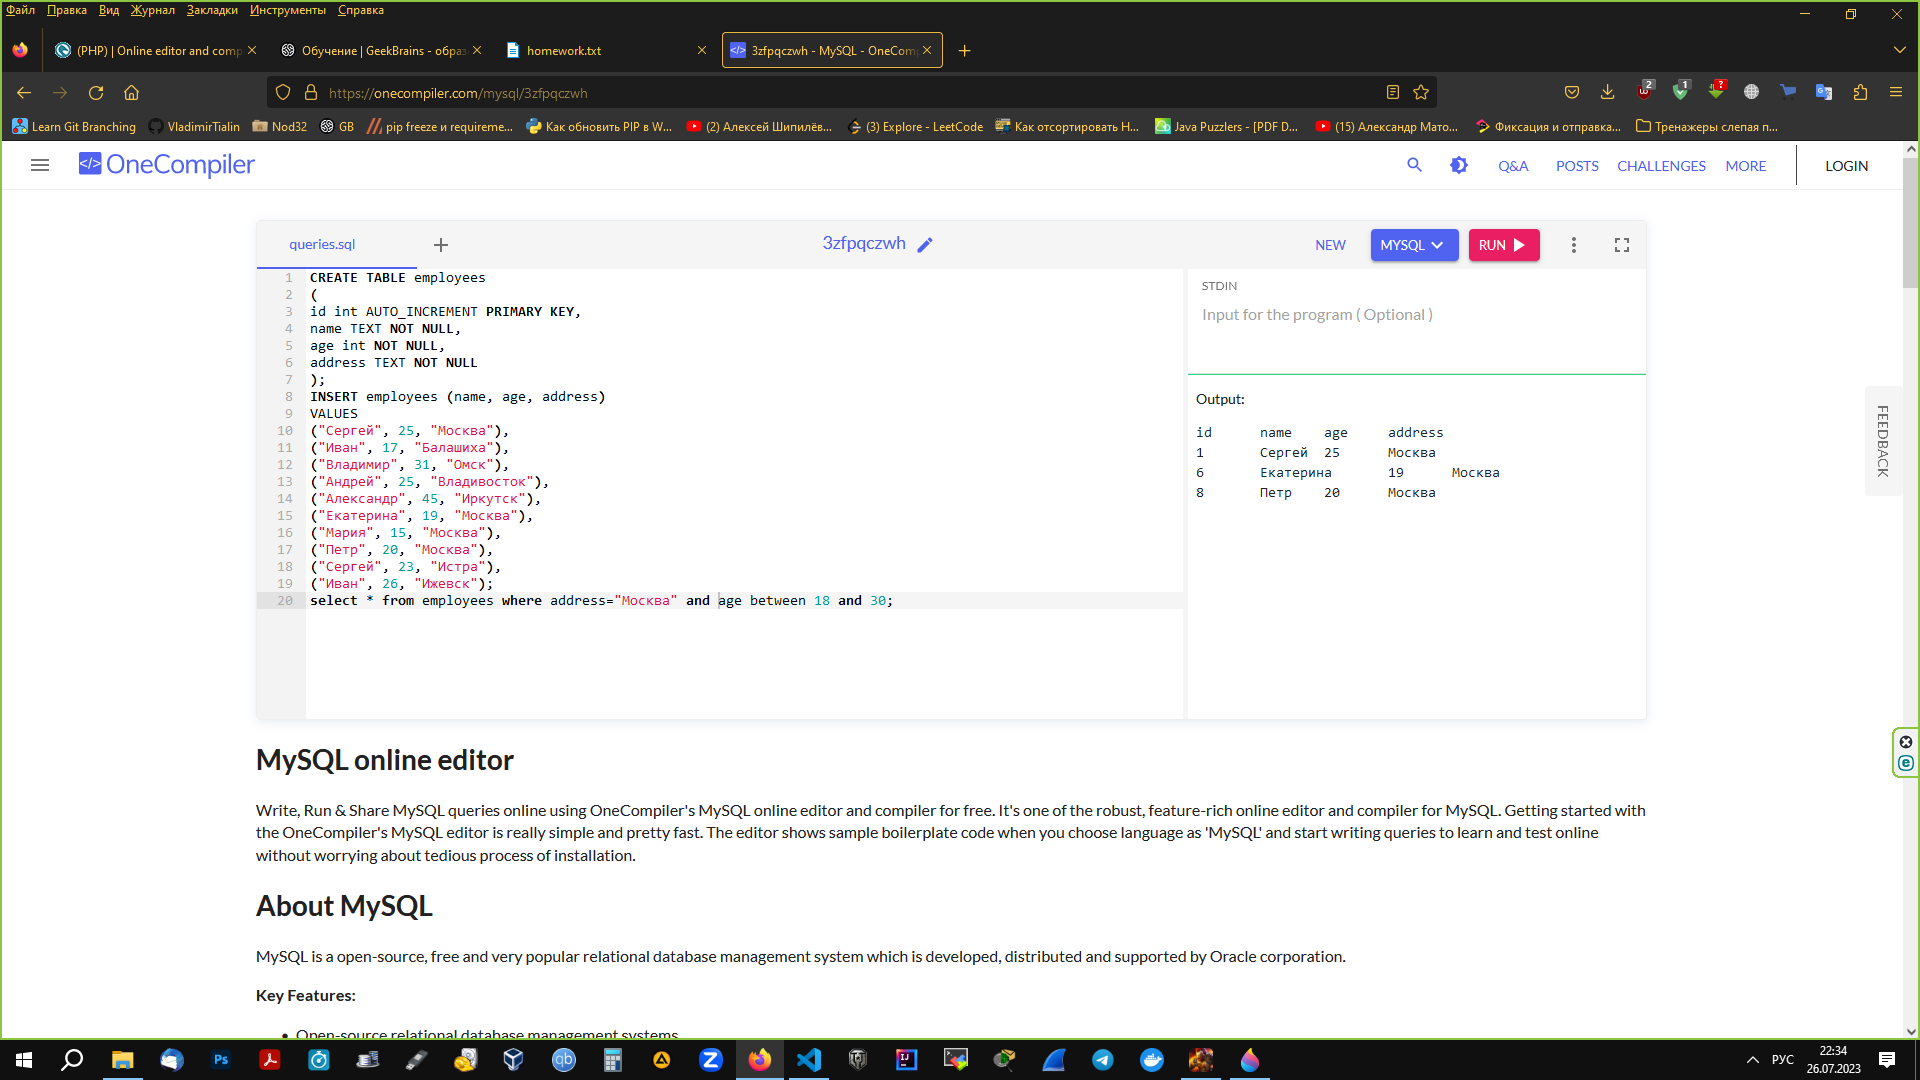 Файл Правка Вид Журнал Закладки Инструменты Справка
(PHP) | Online editor and comp
Обучение | GeekBrains - образ
homework.txt
3zfpqczwh - MySQL - OneCom
https://onecompiler.com/mysql/3zfpqczwh
2
1
?
Learn Git Branching
VladimirTialin
Nod32
GB
pip freeze и requireme...
Как обновить PIP в W...
(2) Алексей Шипилёв...
(3) Explore - LeetCode
Как отсортировать H...
Java Puzzlers - [PDF D...
(15) Александр Мато...
Фиксация и отправка...
Тренажеры слепая п...
OneCompiler
Q&A
POSTS
CHALLENGES
MORE
LOGIN
queries.sql
3zfpqczwh
NEW
MYSQL
RUN
1 CREATE TABLE employees
2 (
3 id int AUTO_INCREMENT PRIMARY KEY,
4 name TEXT NOT NULL,
5 age int NOT NULL,
6 address TEXT NOT NULL
7 );
8 INSERT employees (name, age, address)
9 VALUES
10 ("Сергей", 25, "Москва"),
11 ("Иван", 17, "Балашиха"),
12 ("Владимир", 31, "Омск"),
13 ("Андрей", 25, "Владивосток"),
14 ("Александр", 45, "Иркутск"),
15 ("Екатерина", 19, "Москва"),
16 ("Мария", 15, "Москва"),
17 ("Петр", 20, "Москва"),
18 ("Сергей", 23, "Истра"),
19 ("Иван", 26, "Ижевск");
20 select * from employees where address="Москва" and age between 18 and 30;
STDIN
Input for the program ( Optional )
Output:
id name age address
1 Сергей 25 Москва
6 Екатерина 19 Москва
8 Петр 20 Москва
FEEDBACK
MySQL online editor
Write, Run & Share MySQL queries online using OneCompiler's MySQL online editor and compiler for free. It's one of the robust, feature-rich online editor and compiler for MySQL. Getting started with
the OneCompiler's MySQL editor is really simple and pretty fast. The editor shows sample boilerplate code when you choose language as 'MySQL' and start writing queries to learn and test online
without worrying about tedious process of installation.
About MySQL
MySQL is a open-source, free and very popular relational database management system which is developed, distributed and supported by Oracle corporation.
Key Features:
• Open-source relational database management systems
РУС
22:34
26.07.2023